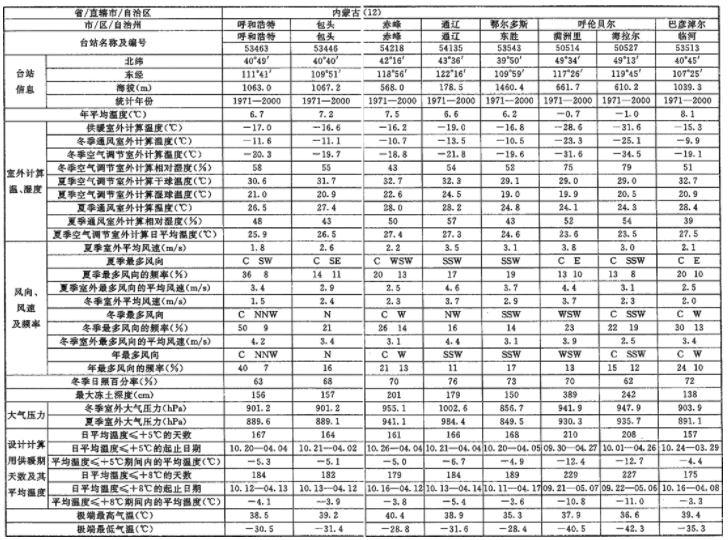 省/直辖市/自治区 内蒙古(12)
市/区/自治州 呼和浩特 包头 赤峰 通辽 鄂尔多斯 呼伦贝尔 巴彦淖尔
台站名称及编号 呼和浩特 包头 赤峰 通辽 东胜 满洲里 海拉尔 临河
53463 53446 54218 54135 53543 50514 50527 53513
台站信息 北纬 40°49′ 40°40′ 42°16′ 43°36′ 39°50′ 49°34′ 49°13′ 40°45′
东经 111°41′ 109°51′ 118°56′ 122°16′ 109°59′ 117°26′ 119°45′ 107°25′
海拔(m) 1063.0 1067.2 568.0 178.5 1460.4 661.7 610.2 1039.3
统计年份 1971—2000 1971—2000 1971—2000 1971—2000 1971—2000 1971—2000 1971—2000 1971—2000
年平均温度(℃) 6.7 7.2 7.5 6.6 6.2 -0.7 -1.0 8.1
室外计算温、湿度 供暖室外计算温度(℃) -17.0 -16.6 -16.2 -19.0 -16.8 -28.6 -31.6 -15.3
冬季通风室外计算温度(℃) -11.6 -11.1 -10.7 -13.5 -10.5 -23.3 -25.1 -9.9
冬季空气调节室外计算温度(℃) -20.3 -19.7 -18.8 -21.8 -19.6 -31.6 -34.5 -19.1
冬季空气调节室外计算相对湿度(%) 58 55 43 54 52 75 79 51
夏季空气调节室外计算干球温度(℃) 30.6 31.7 32.7 32.3 29.1 29.0 29.0 32.7
夏季空气调节室外计算湿球温度(℃) 21.0 20.9 22.6 24.5 19.0 19.9 20.5 20.9
夏季通风室外计算温度(℃) 26.5 27.4 28.0 28.2 24.8 24.1 24.3 28.4
夏季通风室外计算相对湿度(%) 48 43 50 57 43 52 54 39
夏季空气调节室外计算日平均温度(℃) 25.9 26.5 27.4 27.3 24.6 23.6 23.5 27.5
风向、风速及频率 夏季室外平均风速(m/s) 1.8 2.6 2.2 3.5 3.1 3.8 3.0 2.1
夏季最多风向 C SW C SE C WSW SSW SSW C E C SSW C E
夏季最多风向的频率(%) 36 8 14 11 20 13 17 19 13 10 13 8 20 10
夏季室外最多风向的平均风速(m/s) 3.4 2.9 2.5 4.6 3.7 4.4 3.1 2.5
冬季室外平均风速(m/s) 1.5 2.4 2.3 3.7 2.9 3.7 2.3 2.0
冬季最多风向 C NNW N C W NW SSW WSW C SSW C W
冬季最多风向的频率(%) 50 9 21 26 14 16 14 23 22 19 30 13
冬季室外最多风向的平均风速(m/s) 4.2 3.4 3.1 4.4 3.1 3.9 2.5 3.4
年最多风向 C NNW N C W SSW SSW WSW C SSW C W
年最多风向的频率(%) 40 7 16 21 13 11 17 13 15 12 24 10
冬季日照百分率(%) 63 68 70 76 73 70 62 72
最大冻土深度(cm) 156 157 201 179 150 389 242 138
大气压力 冬季室外大气压力(hPa) 901.2 901.2 955.1 1002.6 856.7 941.9 947.9 903.9
夏季室外大气压力(hPa) 889.6 889.1 941.1 984.4 849.5 930.3 935.7 891.1
设计计算用供暖期天数及其平均温度 日平均温度≤+5℃的天数 167 164 161 166 168 210 208 157
日平均温度≤+5℃的起止日期 10.20—04.04 10.21—04.02 10.26—04.04 10.21—04.04 10.20—04.05 09.30—04.27 10.01—04.26 10.24—03.29
平均温度≤+5℃期间内的平均温度(℃) -5.3 -5.1 -5.0 -6.7 -4.9 -12.4 -12.7 -4.4
日平均温度≤+8℃的天数 184 182 179 184 189 229 227 175
日平均温度≤+8℃的起止日期 10.12—04.13 10.13—04.12 10.16—04.12 10.13—04.14 10.11—04.17 09.21—05.07 09.22—05.06 10.16—04.08
平均温度≤+8℃期间内的平均温度(℃) -4.1 -3.9 -3.8 -5.4 -3.6 -10.8 -11.0 -3.3
极端最高气温(℃) 38.5 39.2 40.4 38.9 35.3 37.9 36.6 39.4
极端最低气温(℃) -30.5 -31.4 -28.8 -31.6 -28.4 -40.5 -42.3 -35.3